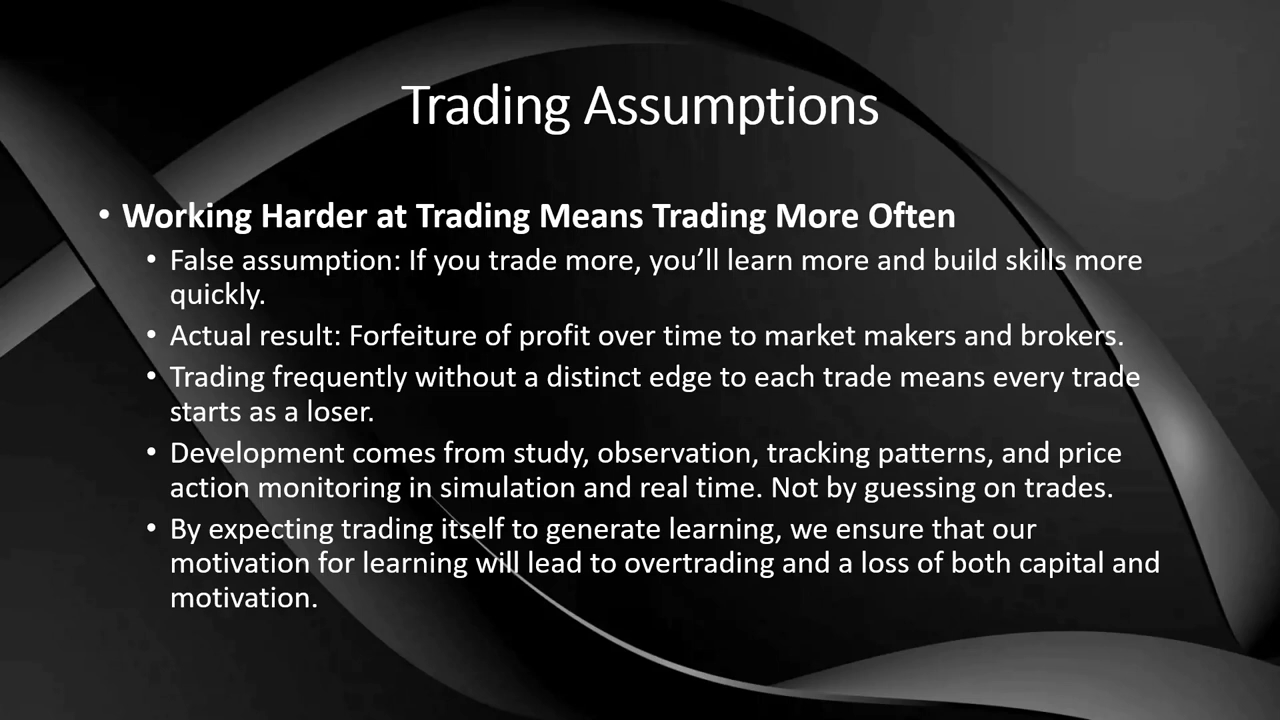 Trading Assumptions
• Working Harder at Trading Means Trading More Often
• False assumption: If you trade more, you’ll learn more and build skills more
quickly.
• Actual result: Forfeiture of profit over time to market makers and brokers.
• Trading frequently without a distinct edge to each trade means every trade
starts as a loser.
• Development comes from study, observation, tracking patterns, and price
action monitoring in simulation and real time. Not by guessing on trades.
• By expecting trading itself to generate learning, we ensure that our
motivation for learning will lead to overtrading and a loss of both capital and
motivation.